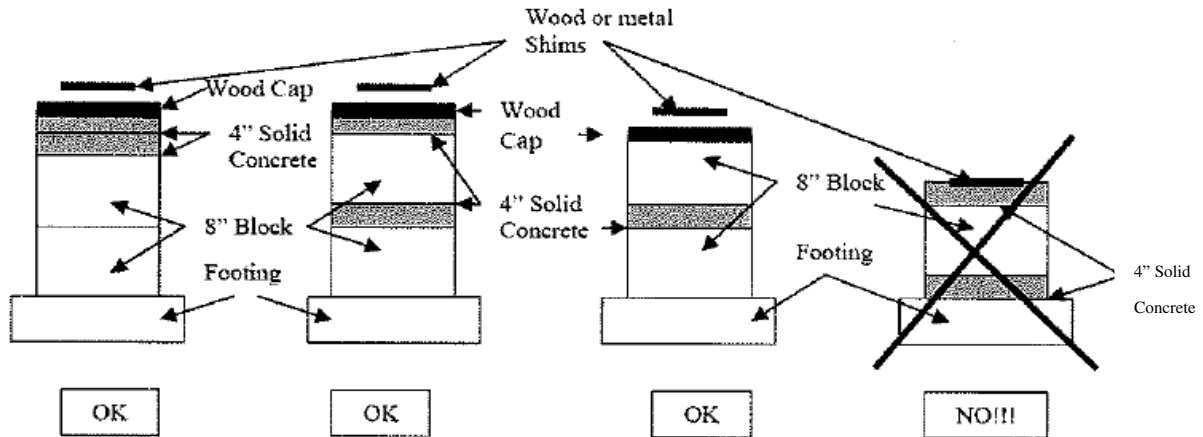 Wood or metal
Shims
Wood Cap
Wood
Cap
4” Solid
Concrete
8” Block
8” Block
4” Solid
Concrete
Footing
Footing
4” Solid
Concrete
OK
OK
OK
NO!!!